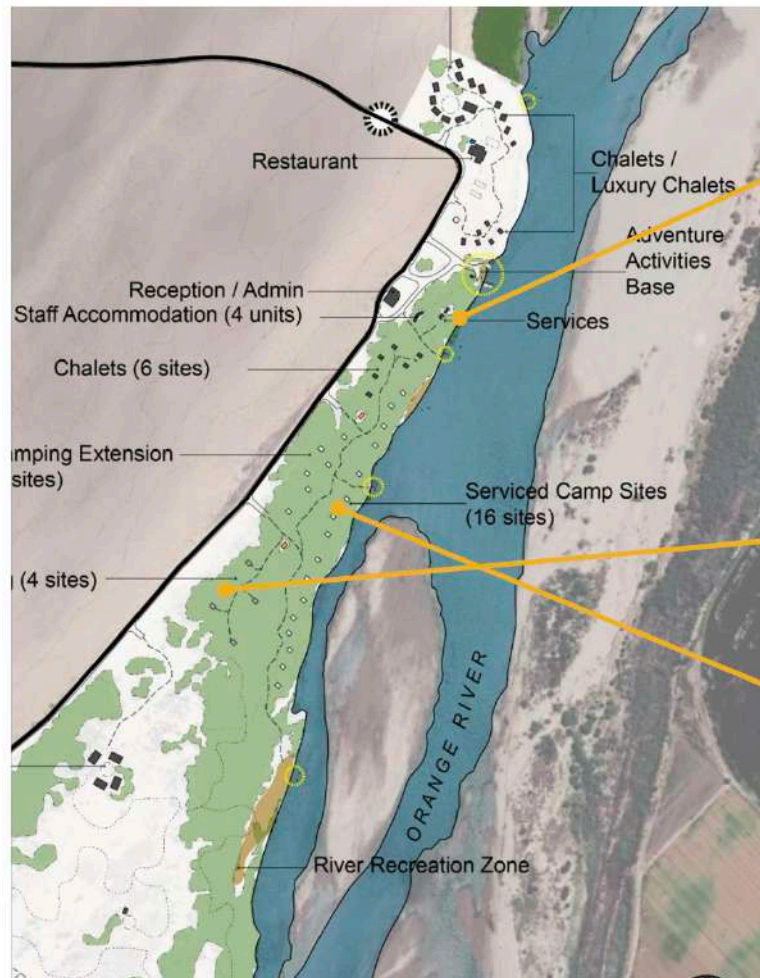 Restaurant
Chalets /
Luxury Chalets
Adventure
Activities
Base
Reception / Admin
Staff Accommodation (4 units)
Services
Chalets (6 sites)
amping Extension
sites)
Serviced Camp Sites
(16 sites)
(4 sites)
ORANGE RIVER
River Recreation Zone